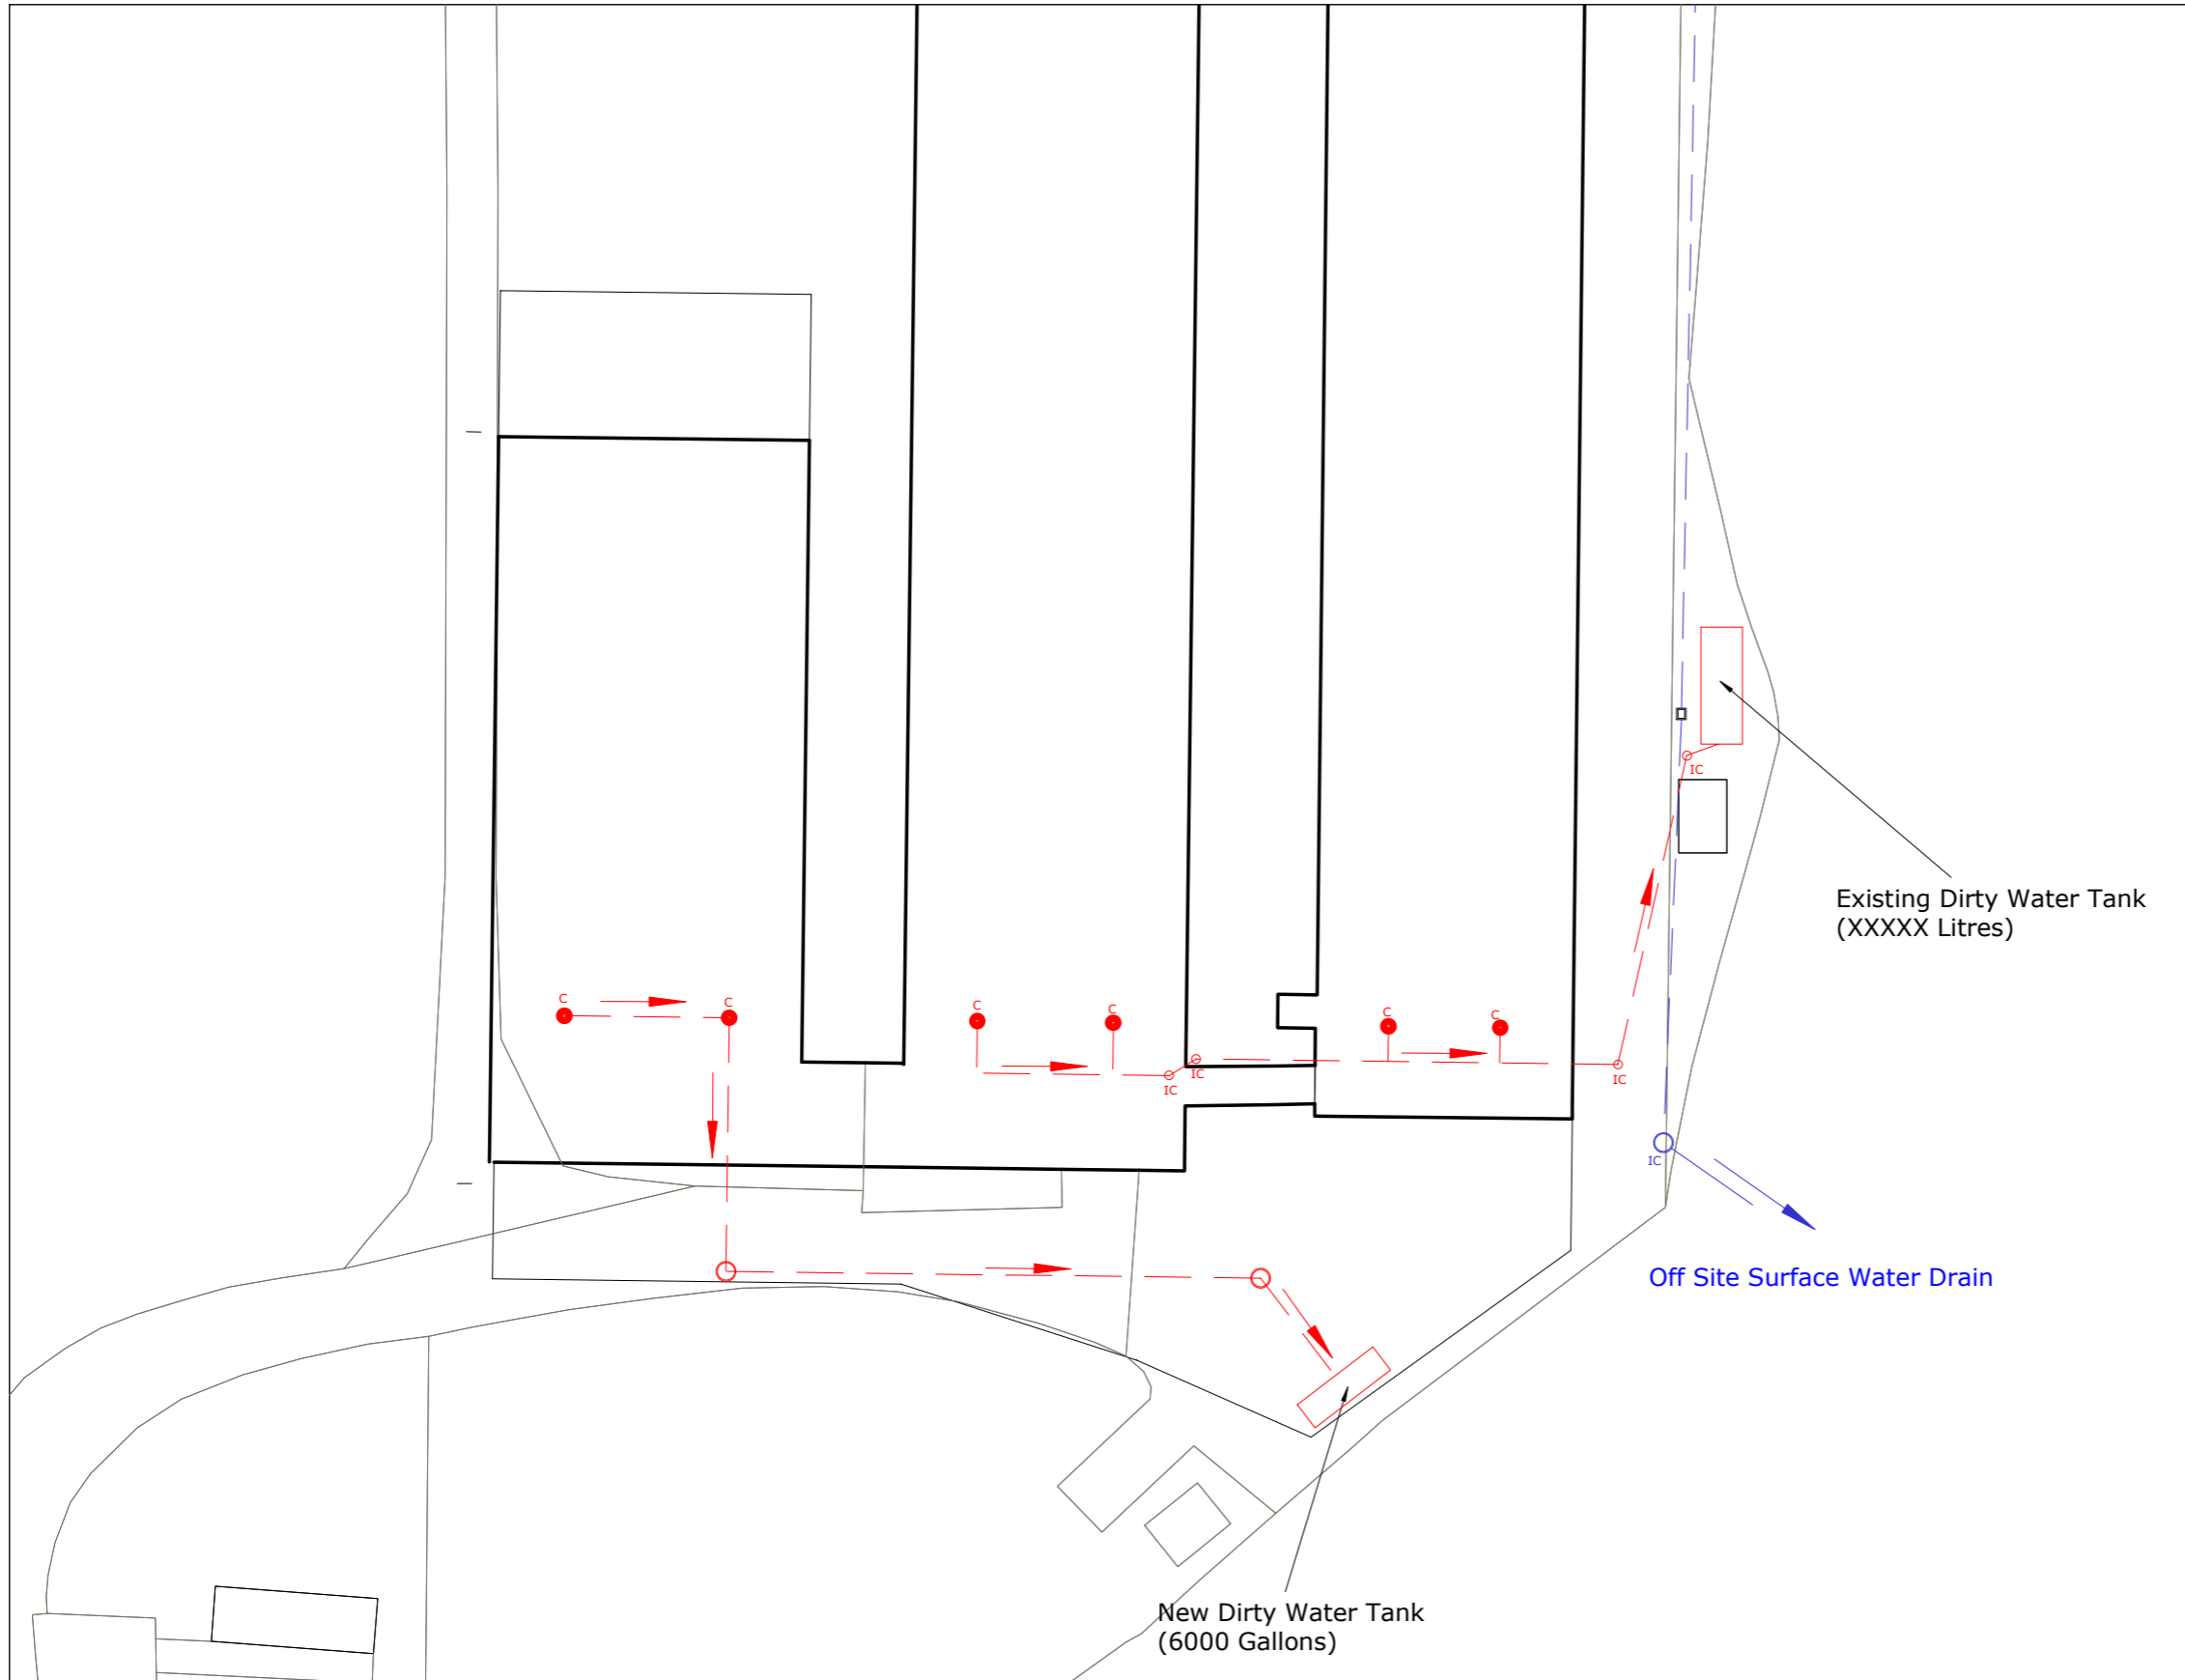 IC
Existing Dirty Water Tank
(XXXXX Litres)
C
C
C
C
C
C
IC
IC
IC
IC
Off Site Surface Water Drain
New Dirty Water Tank
(6000 Gallons)